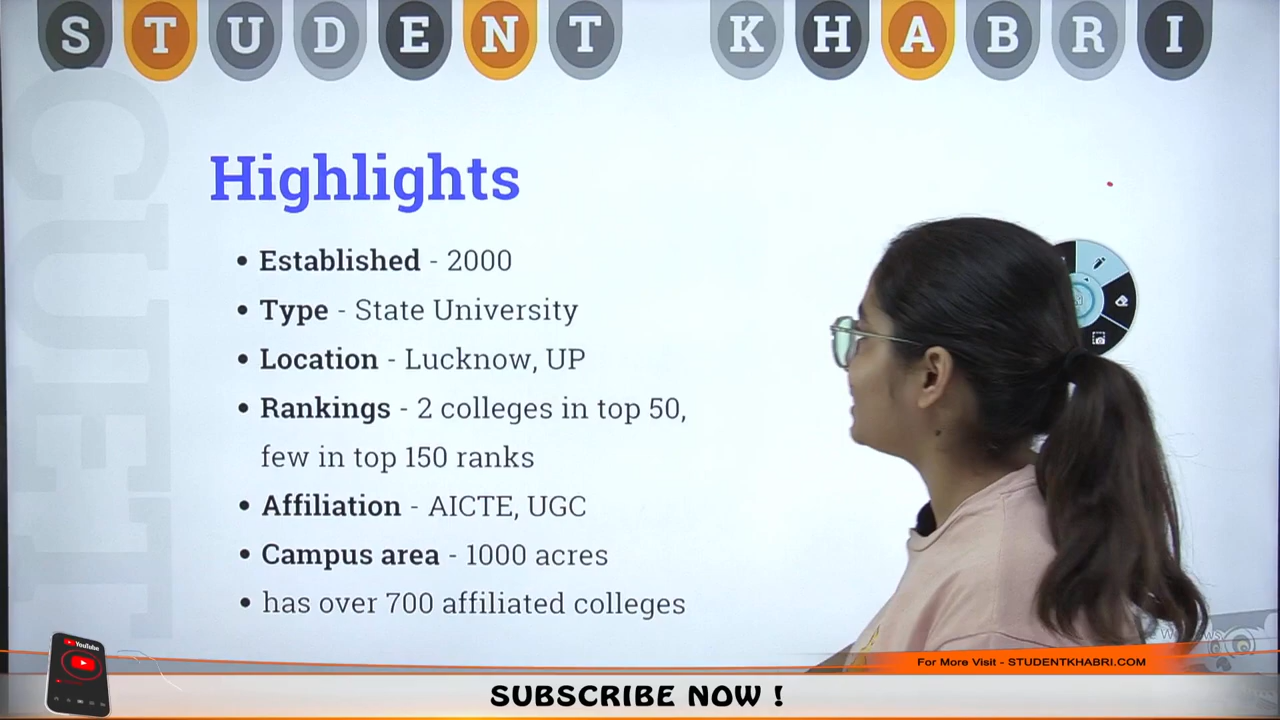 STUDENT KHABRI
CUET
Highlights
• Established - 2000
• Type - State University
• Location - Lucknow, UP
• Rankings - 2 colleges in top 50,
few in top 150 ranks
• Affiliation - AICTE, UGC
• Campus area - 1000 acres
• has over 700 affiliated colleges
YouTube
For More Visit - STUDENTKHABRI.COM
SUBSCRIBE NOW !